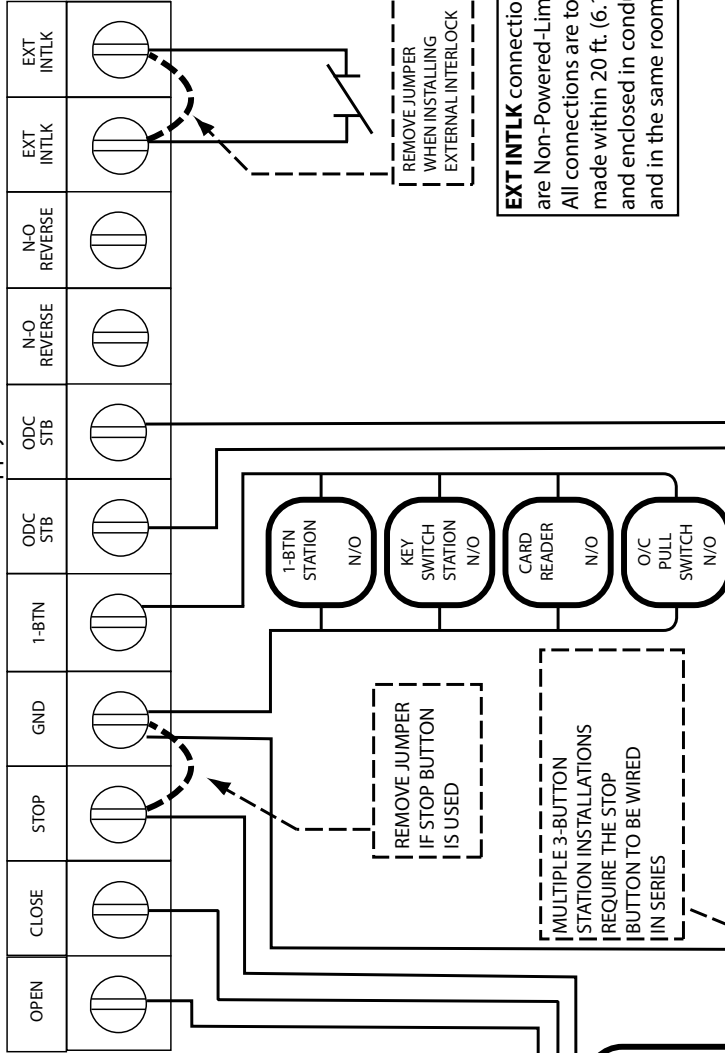 OPEN
CLOSE
STOP
GND
1-BTN
ODC
STB
ODC
STB
N-O
REVERSE
N-O
REVERSE
EXT
INTLK
EXT
INTLK
REMOVE JUMPER
IF STOP BUTTON
IS USED
MULTIPLE 3-BUTTON
STATION INSTALLATIONS
REQUIRE THE STOP
BUTTON TO BE WIRED
IN SERIES
1-BTN
STATION
N/O
KEY
SWITCH
STATION
N/O
CARD
READER
N/O
O/C
PULL
SWITCH
N/O
REMOVE JUMPER
WHEN INSTALLING
EXTERNAL INTERLOCK
EXT INTLK
are Non-Powered-Lim
All connections are to
made within 20 ft. (6.
and enclosed in
and in the same room